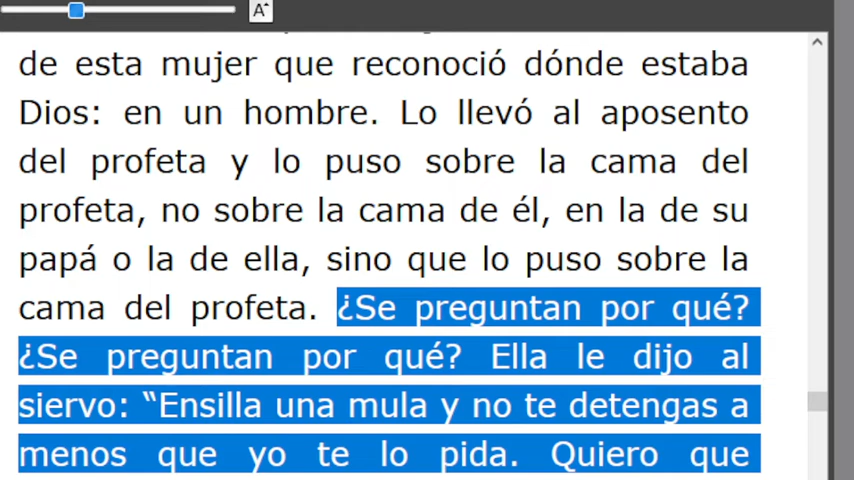 A
de esta mujer que reconoció dónde estaba
Dios: en un hombre. Lo llevó al aposento
del profeta y lo puso sobre la cama del
profeta, no sobre la cama de él, en la de su
papá o la de ella, sino que lo puso sobre la
cama del profeta. ¿Se preguntan por qué?
¿Se preguntan por qué? Ella le dijo al
siervo: “Ensilla una mula y no te detengas a
menos que yo te lo pida. Quiero que